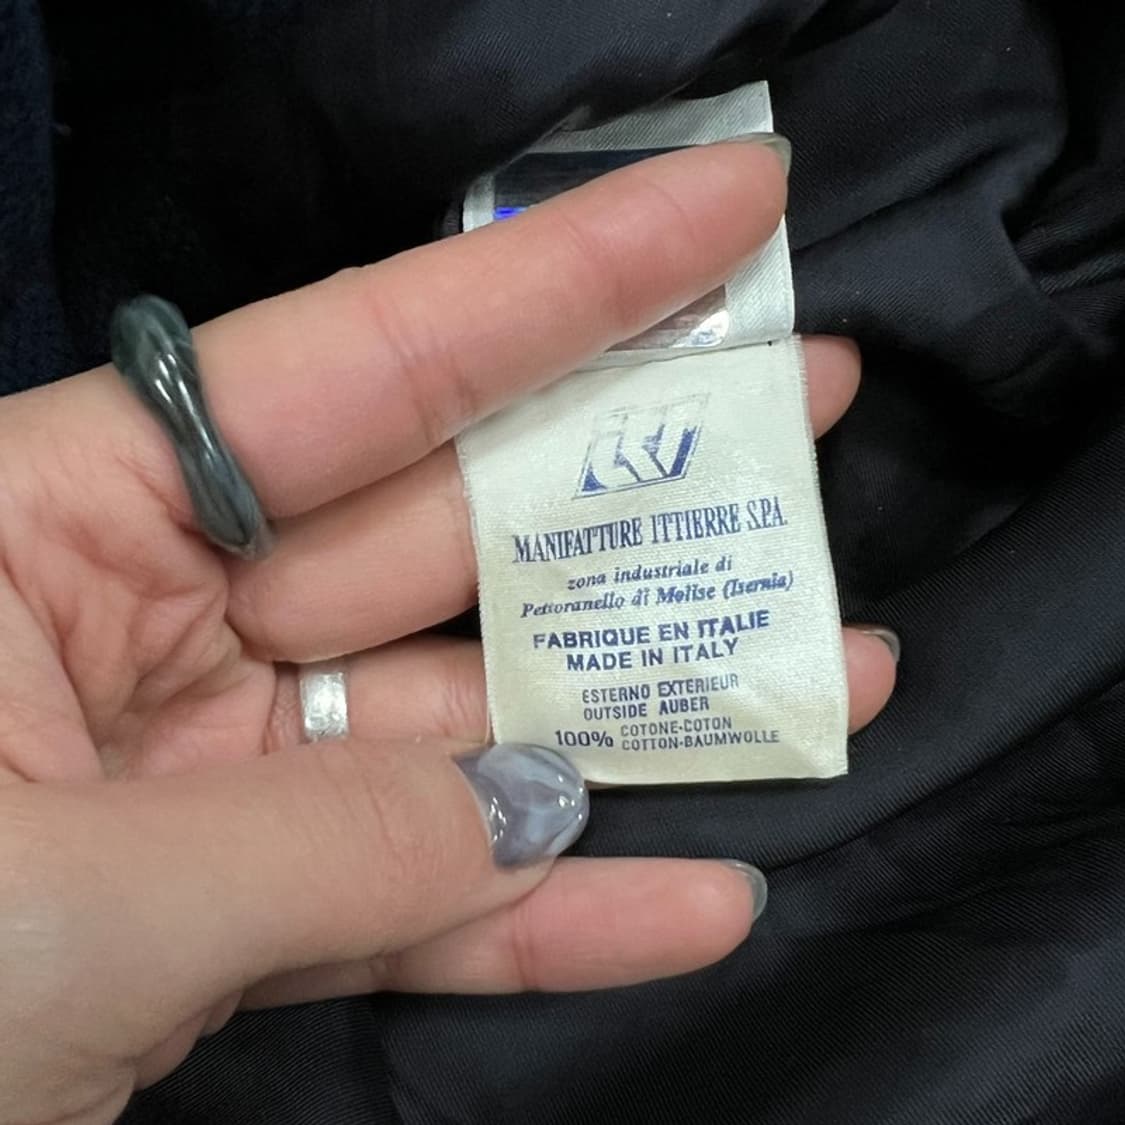 MANIFATTURE ITTIERRE S.P.A.
zona industriale di
Pettoranello di Molise (Isernia)
FABRIQUE EN ITALIE
MADE IN ITALY
ESTERNO EXTERIEUR
OUTSIDE AUBER
100% COTONE-COTON
COTTON-BAUMWOLLE